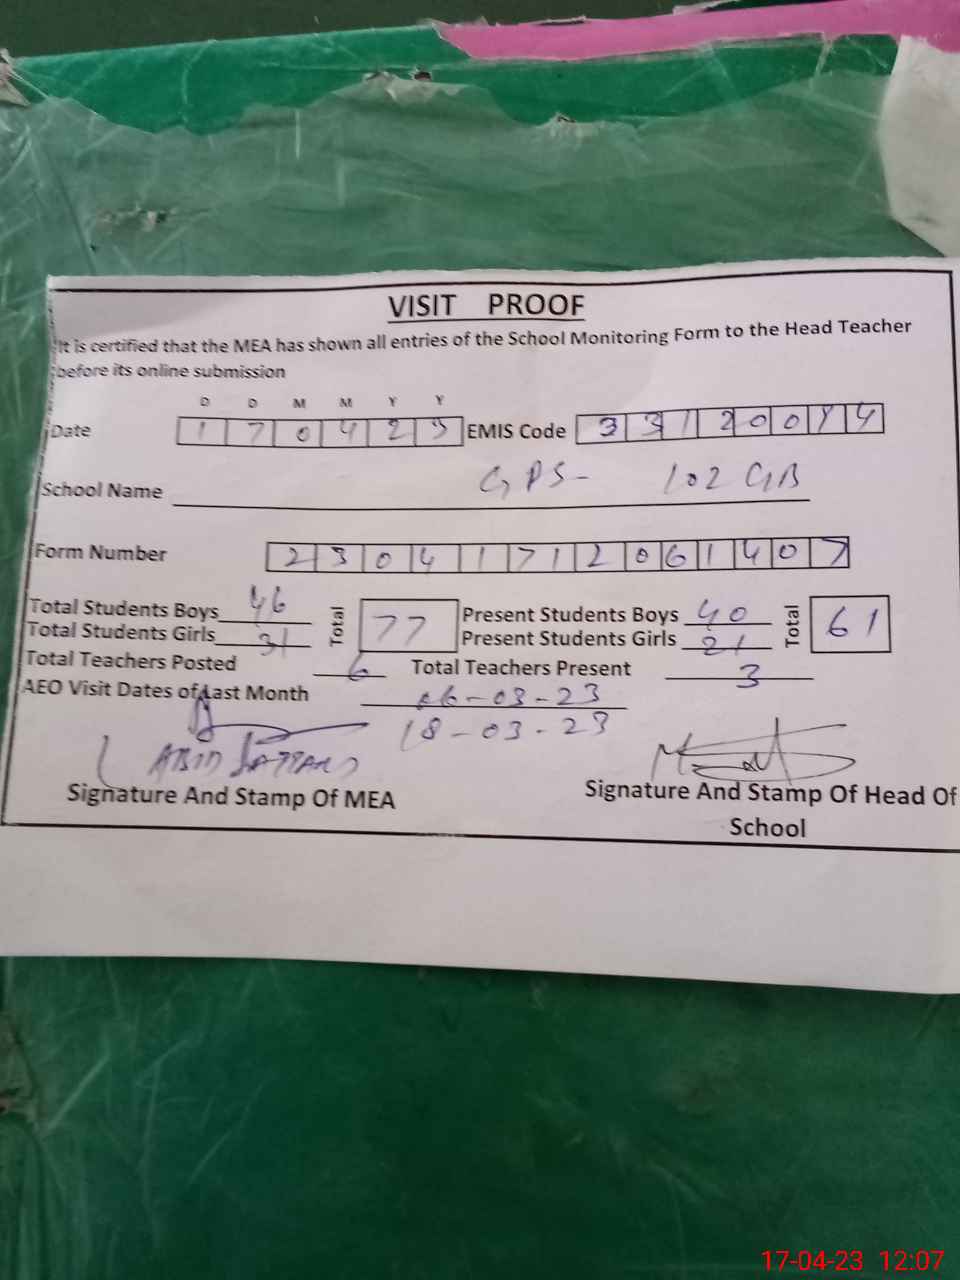 VISIT PROOF
It is certified that the MEA has shown all entries of the School Monitoring Form to the Head Teacher
before its online submission
D D M M Y Y
Date 1 7 0 4 2 3 EMIS Code 3 3 1 2 0 0 1 4
School Name GPS- 102 GB
Form Number 2 3 0 4 1 7 1 2 0 6 1 4 0 7
Total Students Boys 46 Total 77 Present Students Boys 40 Total 61
Total Students Girls 31 Present Students Girls 21
Total Teachers Posted 6 Total Teachers Present 3
AEO Visit Dates of Last Month 06-03-23
18-03-23
ABID
Signature And Stamp Of MEA
Signature And Stamp Of Head Of
School
17-04-23 12:07